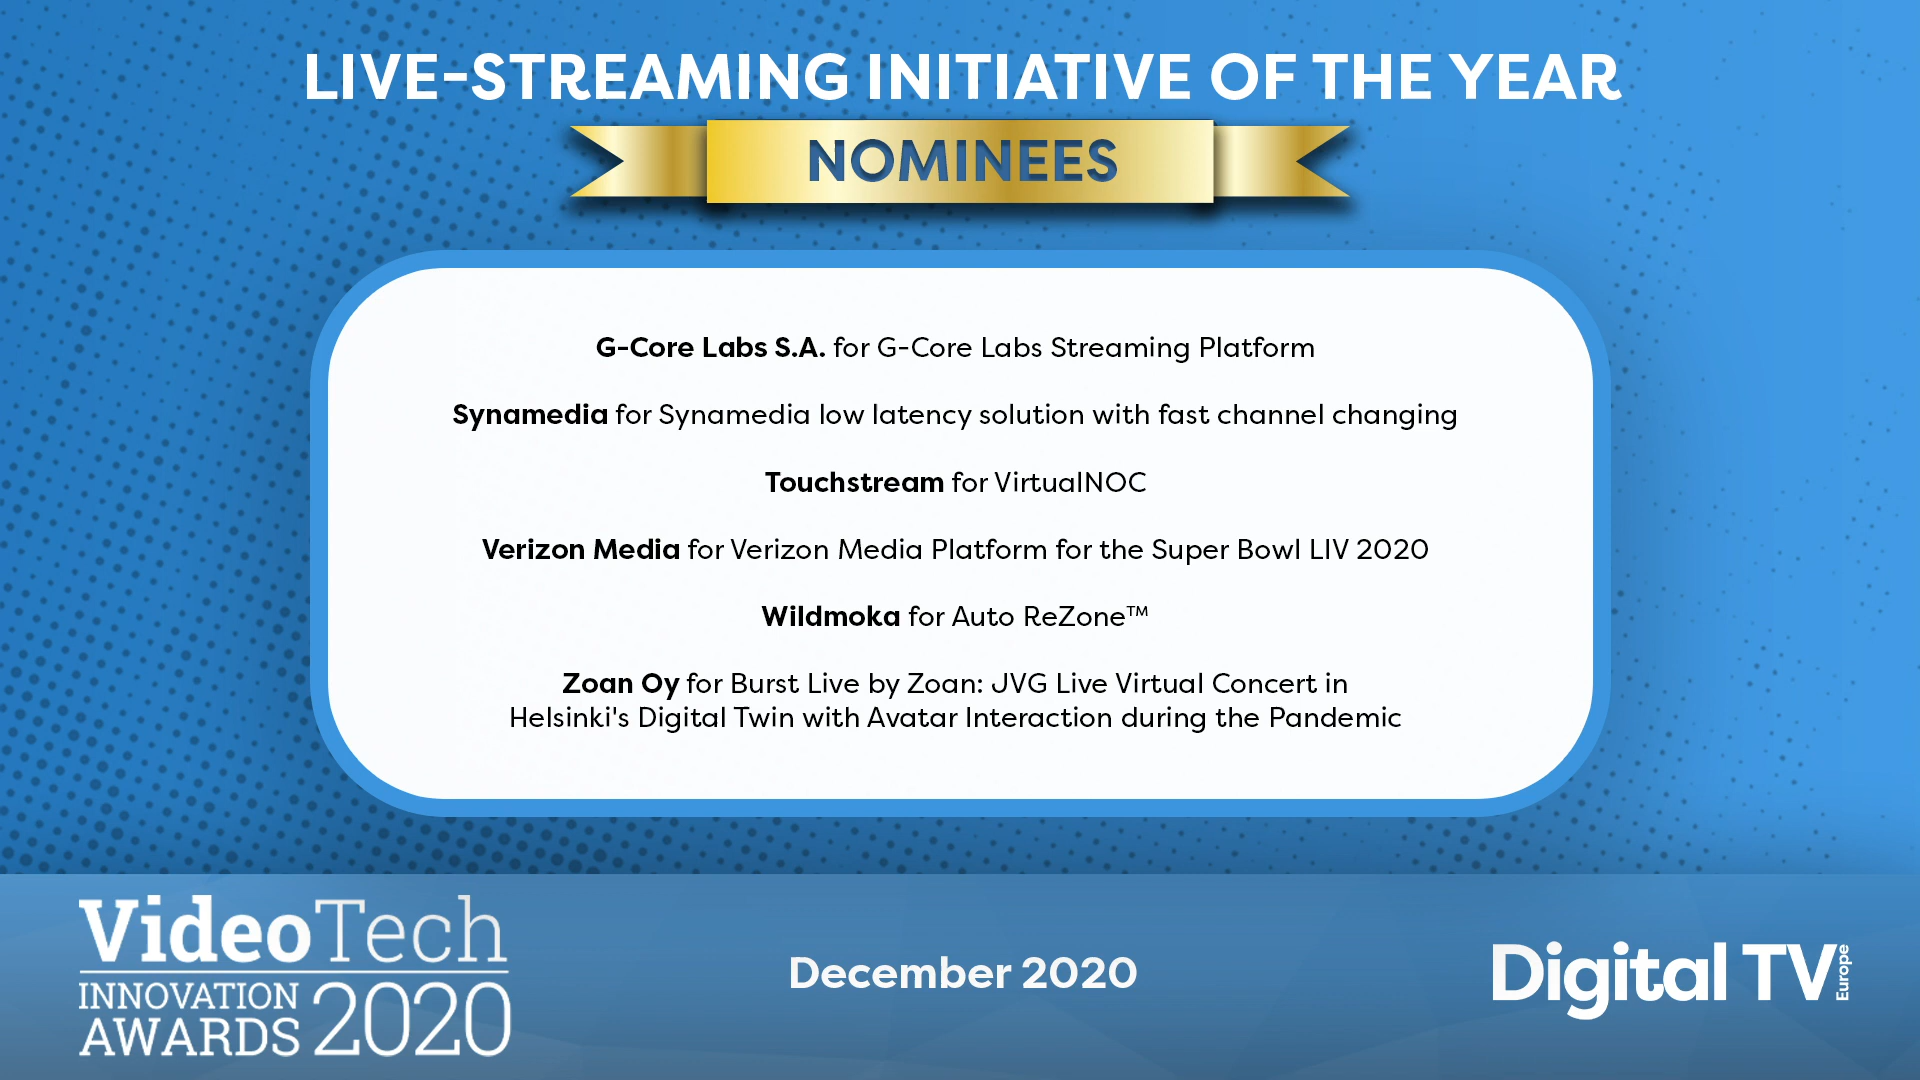 LIVE-STREAMING INITIATIVE OF THE YEAR
NOMINEES
G-Core Labs S.A. for G-Core Labs Streaming Platform
Synamedia for Synamedia low latency solution with fast channel changing
Touchstream for VirtualNOC
Verizon Media for Verizon Media Platform for the Super Bowl LIV 2020
Wildmoka for Auto ReZone™
Zoan Oy for Burst Live by Zoan: JVG Live Virtual Concert in
Helsinki's Digital Twin with Avatar Interaction during the Pandemic
VideoTech
INNOVATION
AWARDS 2020
December 2020
Digital TV Europe